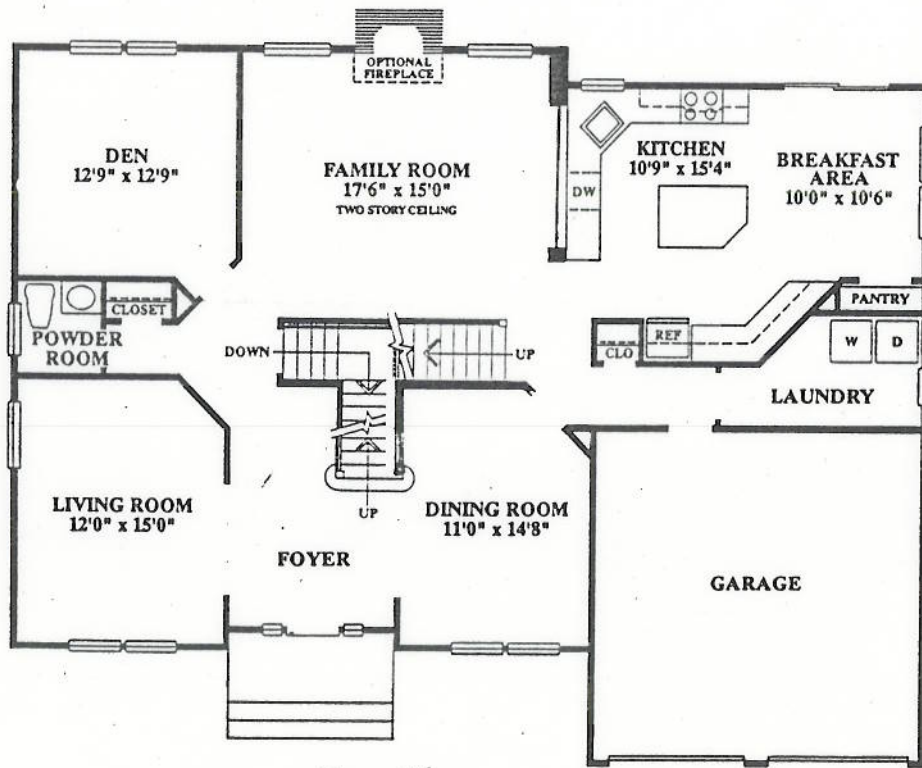 OPTIONAL
FIREPLACE
DEN
12'9" x 12'9"
FAMILY ROOM
17'6" x 15'0"
TWO STORY CEILING
KITCHEN
10'9" x 15'4"
BREAKFAST
AREA
10'0" x 10'6"
DW
CLOSET
POWDER
ROOM
PANTRY
DOWN
UP
CLO
REF
W
D
LAUNDRY
LIVING ROOM
12'0" x 15'0"
UP
DINING ROOM
11'0" x 14'8"
FOYER
GARAGE